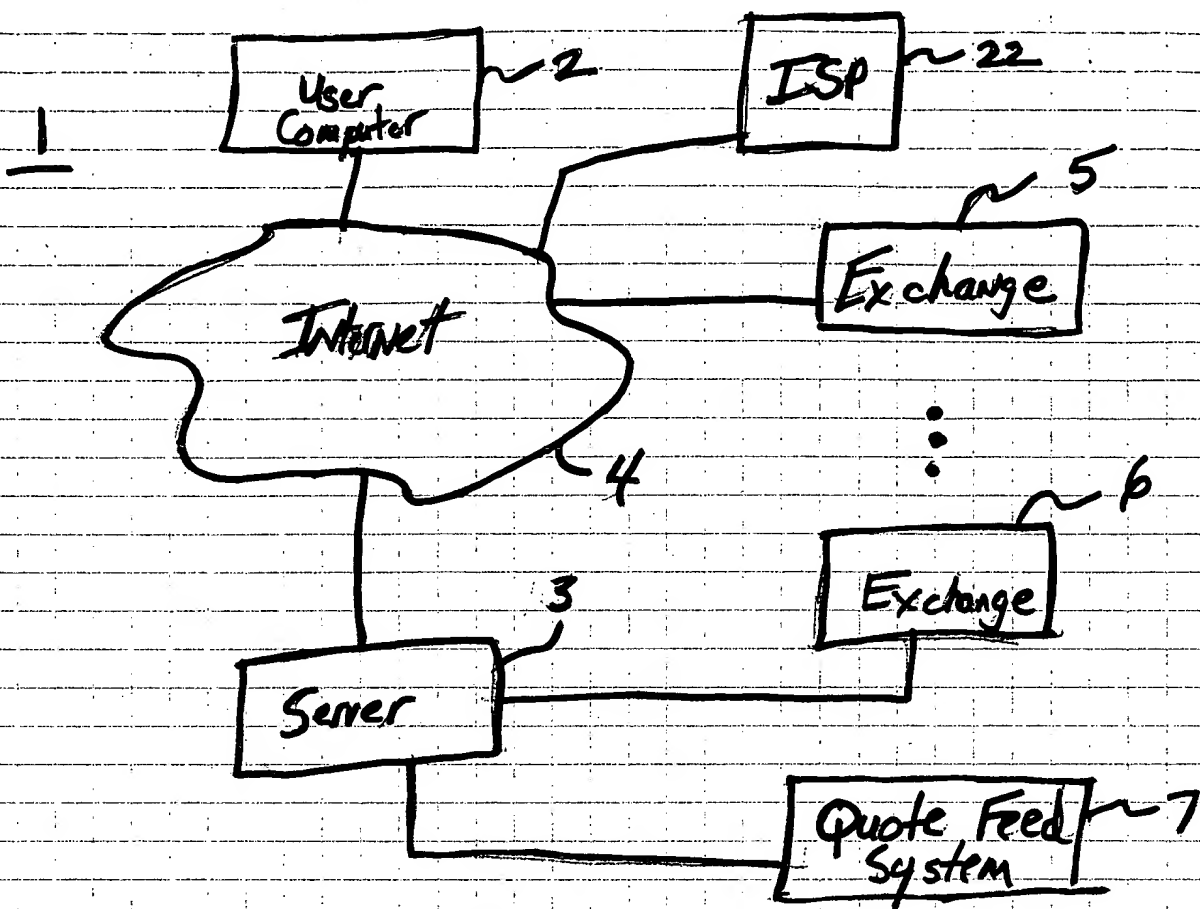 User
Computer
2
ISP
22
1
5
Exchange
Internet
4
6
Exchange
3
Server
Quote Feed
System
7